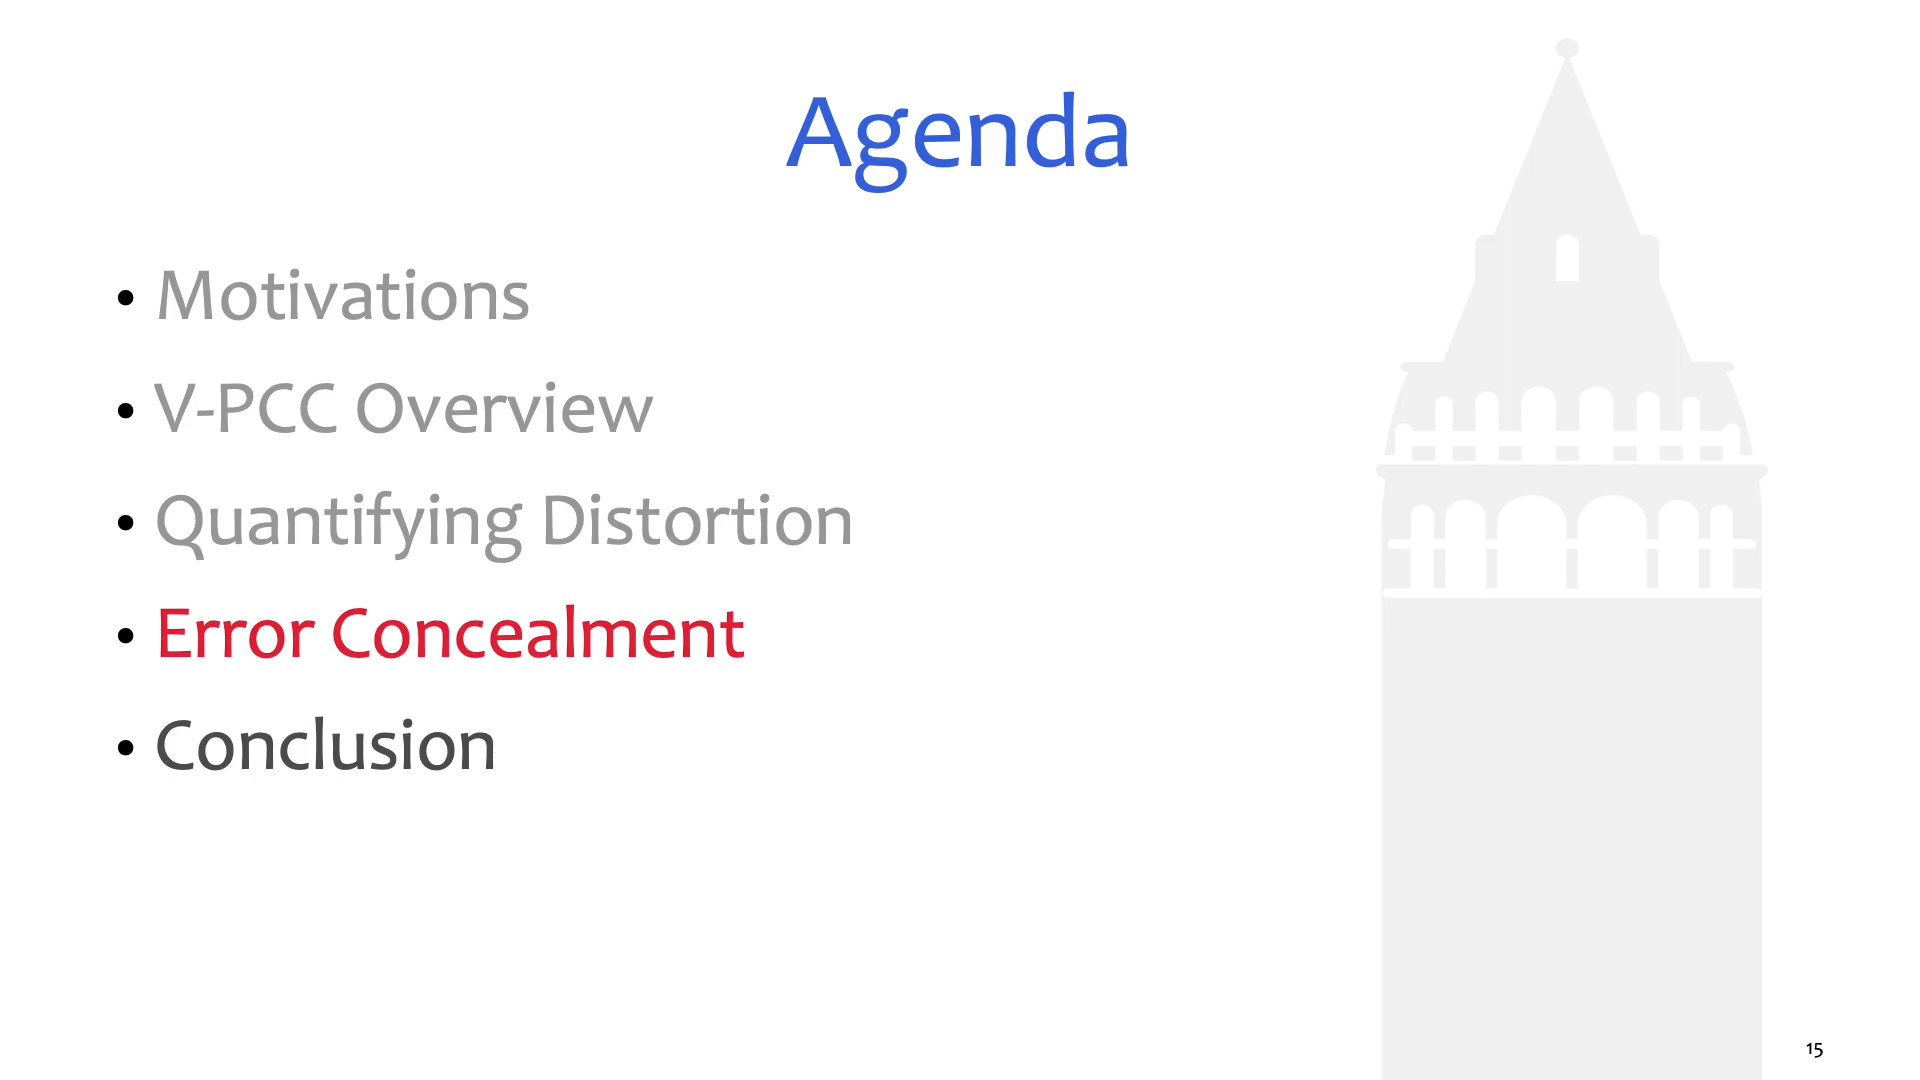 Agenda
• Motivations
• V-PCC Overview
• Quantifying Distortion
• Error Concealment
• Conclusion
15